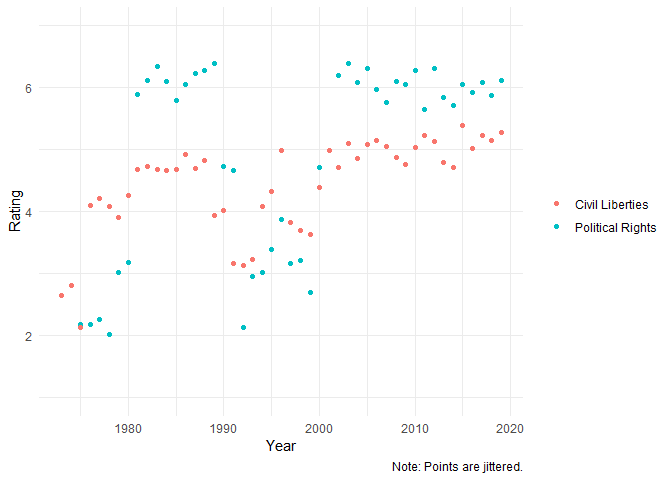 6
4
2
Rating
1980 1990 2000 2010 2020
Year
Civil Liberties
Political Rights
Note: Points are jittered.